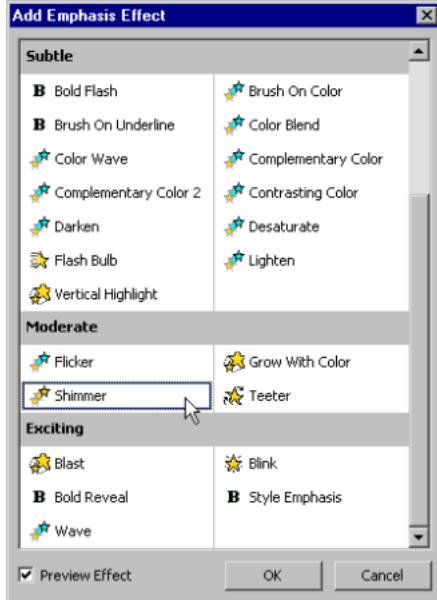 Add Emphasis Effect
Subtle
B Bold Flash
Brush On Color
B Brush On Underline
Color Blend
Color Wave
Complementary Color
Complementary Color 2
Contrasting Color
Darken
Desaturate
Flash Bulb
Lighten
Vertical Highlight
Moderate
Flicker
Grow With Color
Shimmer
Teeter
Exciting
Blast
Blink
B Bold Reveal
B Style Emphasis
Wave
Preview Effect
OK
Cancel